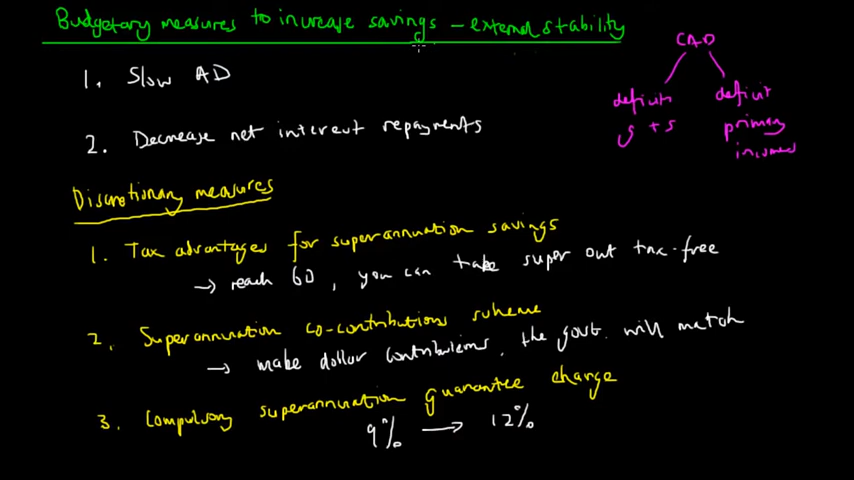 Budgetary measures to increase savings – external stability
CAD
deficit
g + s
deficit
primary
incomes
1. Slow AD
2. Decrease net interest repayments
Discretionary measures
1. Tax advantages for superannuation savings
→ reach 60, you can take super out tax-free
2. Superannuation co-contributions scheme
→ make dollar contributions, the govt. will match
3. Compulsory superannuation guarantee charge
9% → 12%